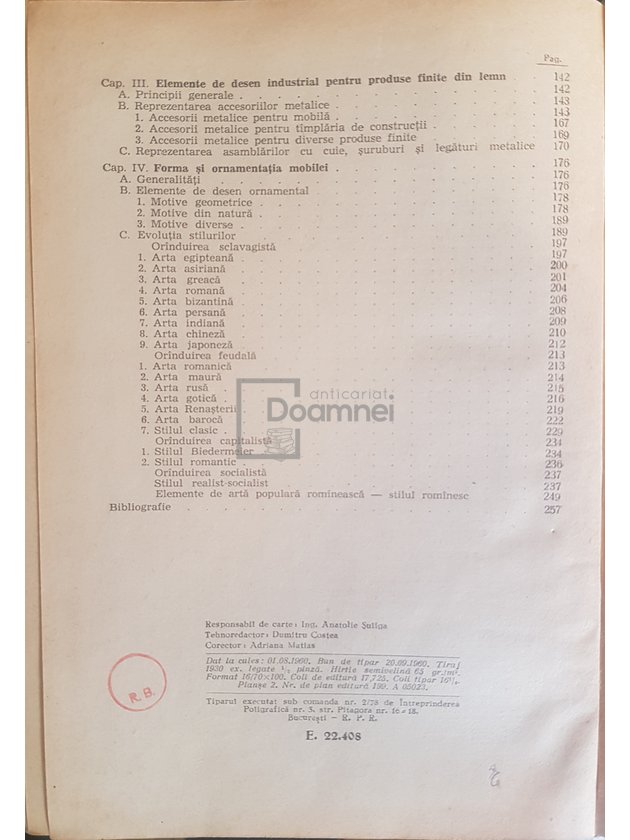 Pag.
Cap. III. Elemente de desen industrial pentru produse finite din lemn . 142
A. Principii generale . 142
B. Reprezentarea accesoriilor metalice . 143
1. Accesorii metalice pentru mobilă . 143
2. Accesorii metalice pentru tîmplăria de construcții . 167
3. Accesorii metalice pentru diverse produse finite 169
C. Reprezentarea asamblărilor cu cuie, șuruburi și legături metalice 170
Cap. IV. Forma și ornamentația mobilei . 176
A. Generalități . 176
B. Elemente de desen ornamental . 176
1. Motive geometrice . 178
2. Motive din natură . 178
3. Motive diverse . 189
C. Evoluția stilurilor . 189
Orînduirea sclavagistă . 197
1. Arta egipteană . 197
2. Arta asiriană . 200
3. Arta greacă . 201
4. Arta romană . 204
5. Arta bizantină . 206
6. Arta persană . 208
7. Arta indiană . 209
8. Arta chineză . 210
9. Arta japoneză . 212
Orînduirea feudală . 213
1. Arta romanică . 213
2. Arta maură . 214
3. Arta rusă . 215
4. Arta gotică . 216
5. Arta Renașterii . 219
6. Arta barocă . 222
7. Stilul clasic . 229
Orînduirea capitalistă . 234
1. Stilul Biedermeier . 234
2. Stilul romantic . 236
Orînduirea socialistă . 237
Stilul realist-socialist . 237
Elemente de artă populară romînească — stilul romînesc 249
Bibliografie . 257
anticariat
Doamnei
Responsabil de carte: Ing. Anatolie Suliga
Tehnoredactor: Dumitru Costea
Corector: Adriana Matias
Dat la cules: 01.08.1960. Bun de tipar 20.09.1960. Tiraj
1930 ex. legate 1/2 pînză. Hîrtie semivelină 65 gr/m².
Format 16/70×100. Coli de editură 17,725. Coli tipar
Planșe 2. Nr. de plan editură 199. A 05023.
Tiparul executat sub comanda nr. 2/78 de Întreprinderea
Poligrafică nr. 3. str. Pitagora nr. 16-18.
București — R. P. R.
R.B.
E. 22.408